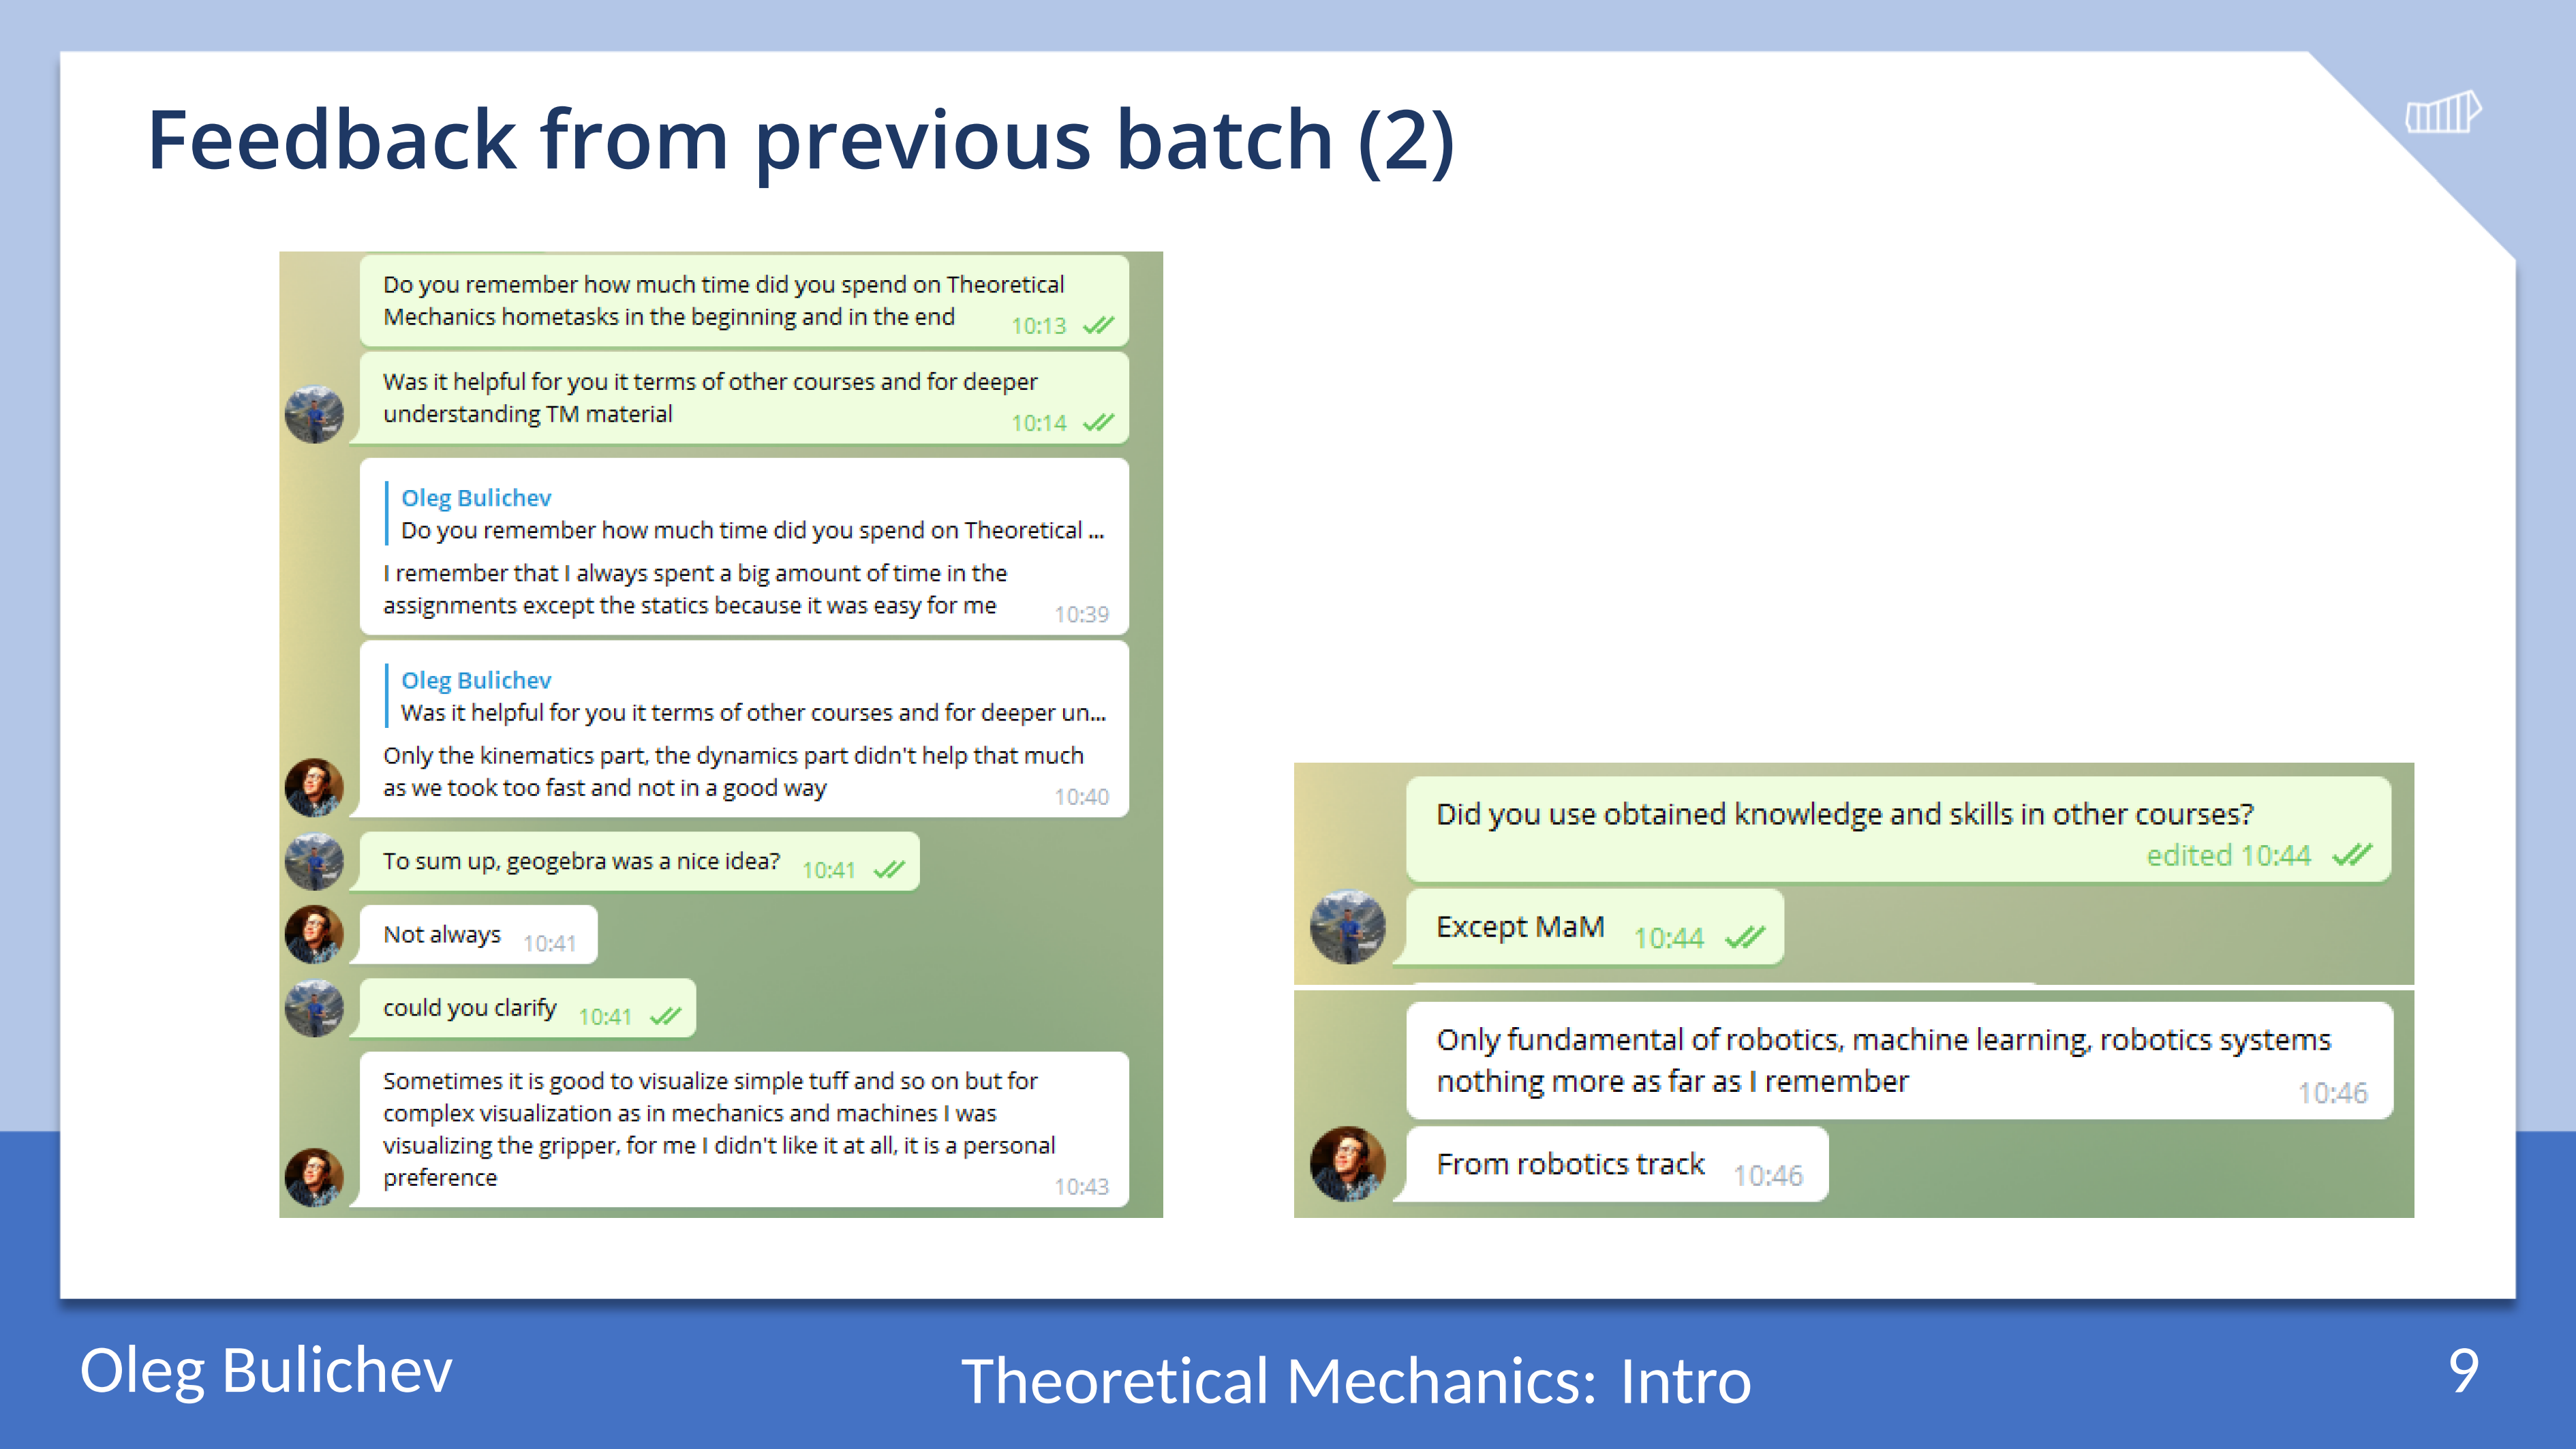 Feedback from previous batch (2)
Do you remember how much time did you spend on Theoretical
Mechanics hometasks in the beginning and in the end
10:13
Was it helpful for you it terms of other courses and for deeper
understanding TM material
10:14
Oleg Bulichev
Do you remember how much time did you spend on Theoretical ...
I remember that I always spent a big amount of time in the
assignments except the statics because it was easy for me
10:39
Oleg Bulichev
Was it helpful for you it terms of other courses and for deeper un...
Only the kinematics part, the dynamics part didn't help that much
as we took too fast and not in a good way
10:40
To sum up, geogebra was a nice idea?
10:41
Not always
10:41
could you clarify
10:41
Sometimes it is good to visualize simple tuff and so on but for
complex visualization as in mechanics and machines I was
visualizing the gripper, for me I didn't like it at all, it is a personal
preference
10:43
Did you use obtained knowledge and skills in other courses?
edited 10:44
Except MaM
10:44
Only fundamental of robotics, machine learning, robotics systems
nothing more as far as I remember
10:46
From robotics track
10:46
Oleg Bulichev
Theoretical Mechanics: Intro
9